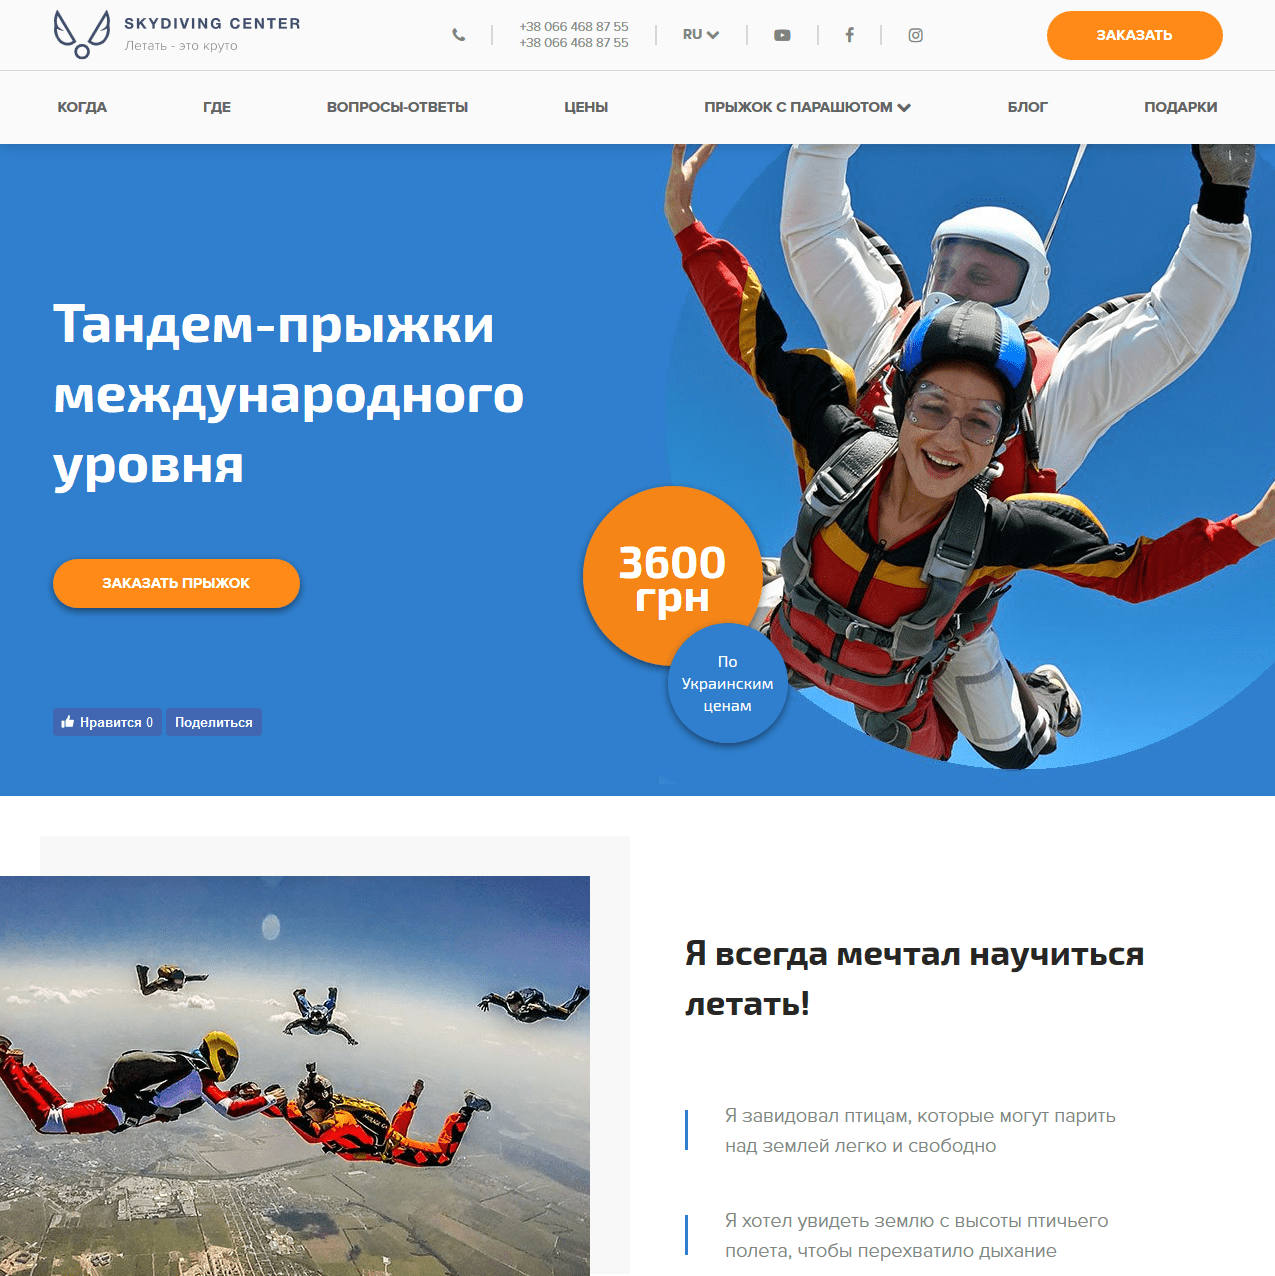 SKYDIVING CENTER
Летать - это круто
+38 066 468 87 55
+38 066 468 87 55
RU
ЗАКАЗАТЬ
КОГДА
ГДЕ
ВОПРОСЫ-ОТВЕТЫ
ЦЕНЫ
ПРЫЖОК С ПАРАШЮТОМ
БЛОГ
ПОДАРКИ
Тандем-прыжки
международного
уровня
ЗАКАЗАТЬ ПРЫЖОК
3600
грн
По
Украинским
ценам
Нравится 0
Поделиться
Я всегда мечтал научиться
летать!
Я завидовал птицам, которые могут парить
над землей легко и свободно
Я хотел увидеть землю с высоты птичьего
полета, чтобы перехватило дыхание